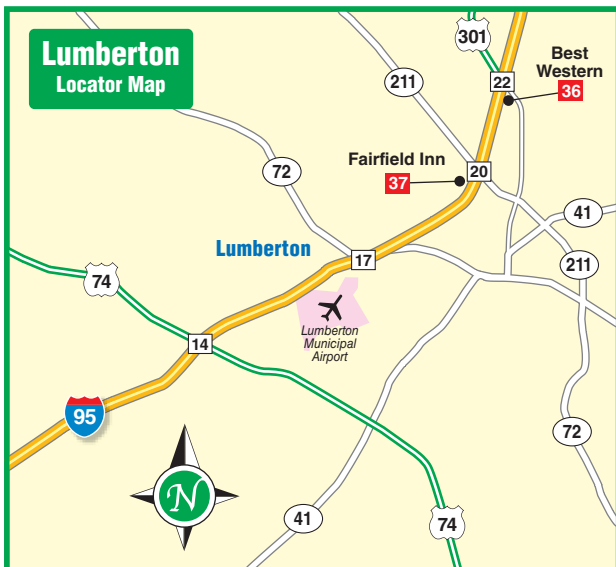 Lumberton
Locator Map
301
Best
Western
22
36
211
Fairfield Inn
20
37
72
41
Lumberton
17
211
74
Lumberton
Municipal
Airport
14
95
72
N
41
74